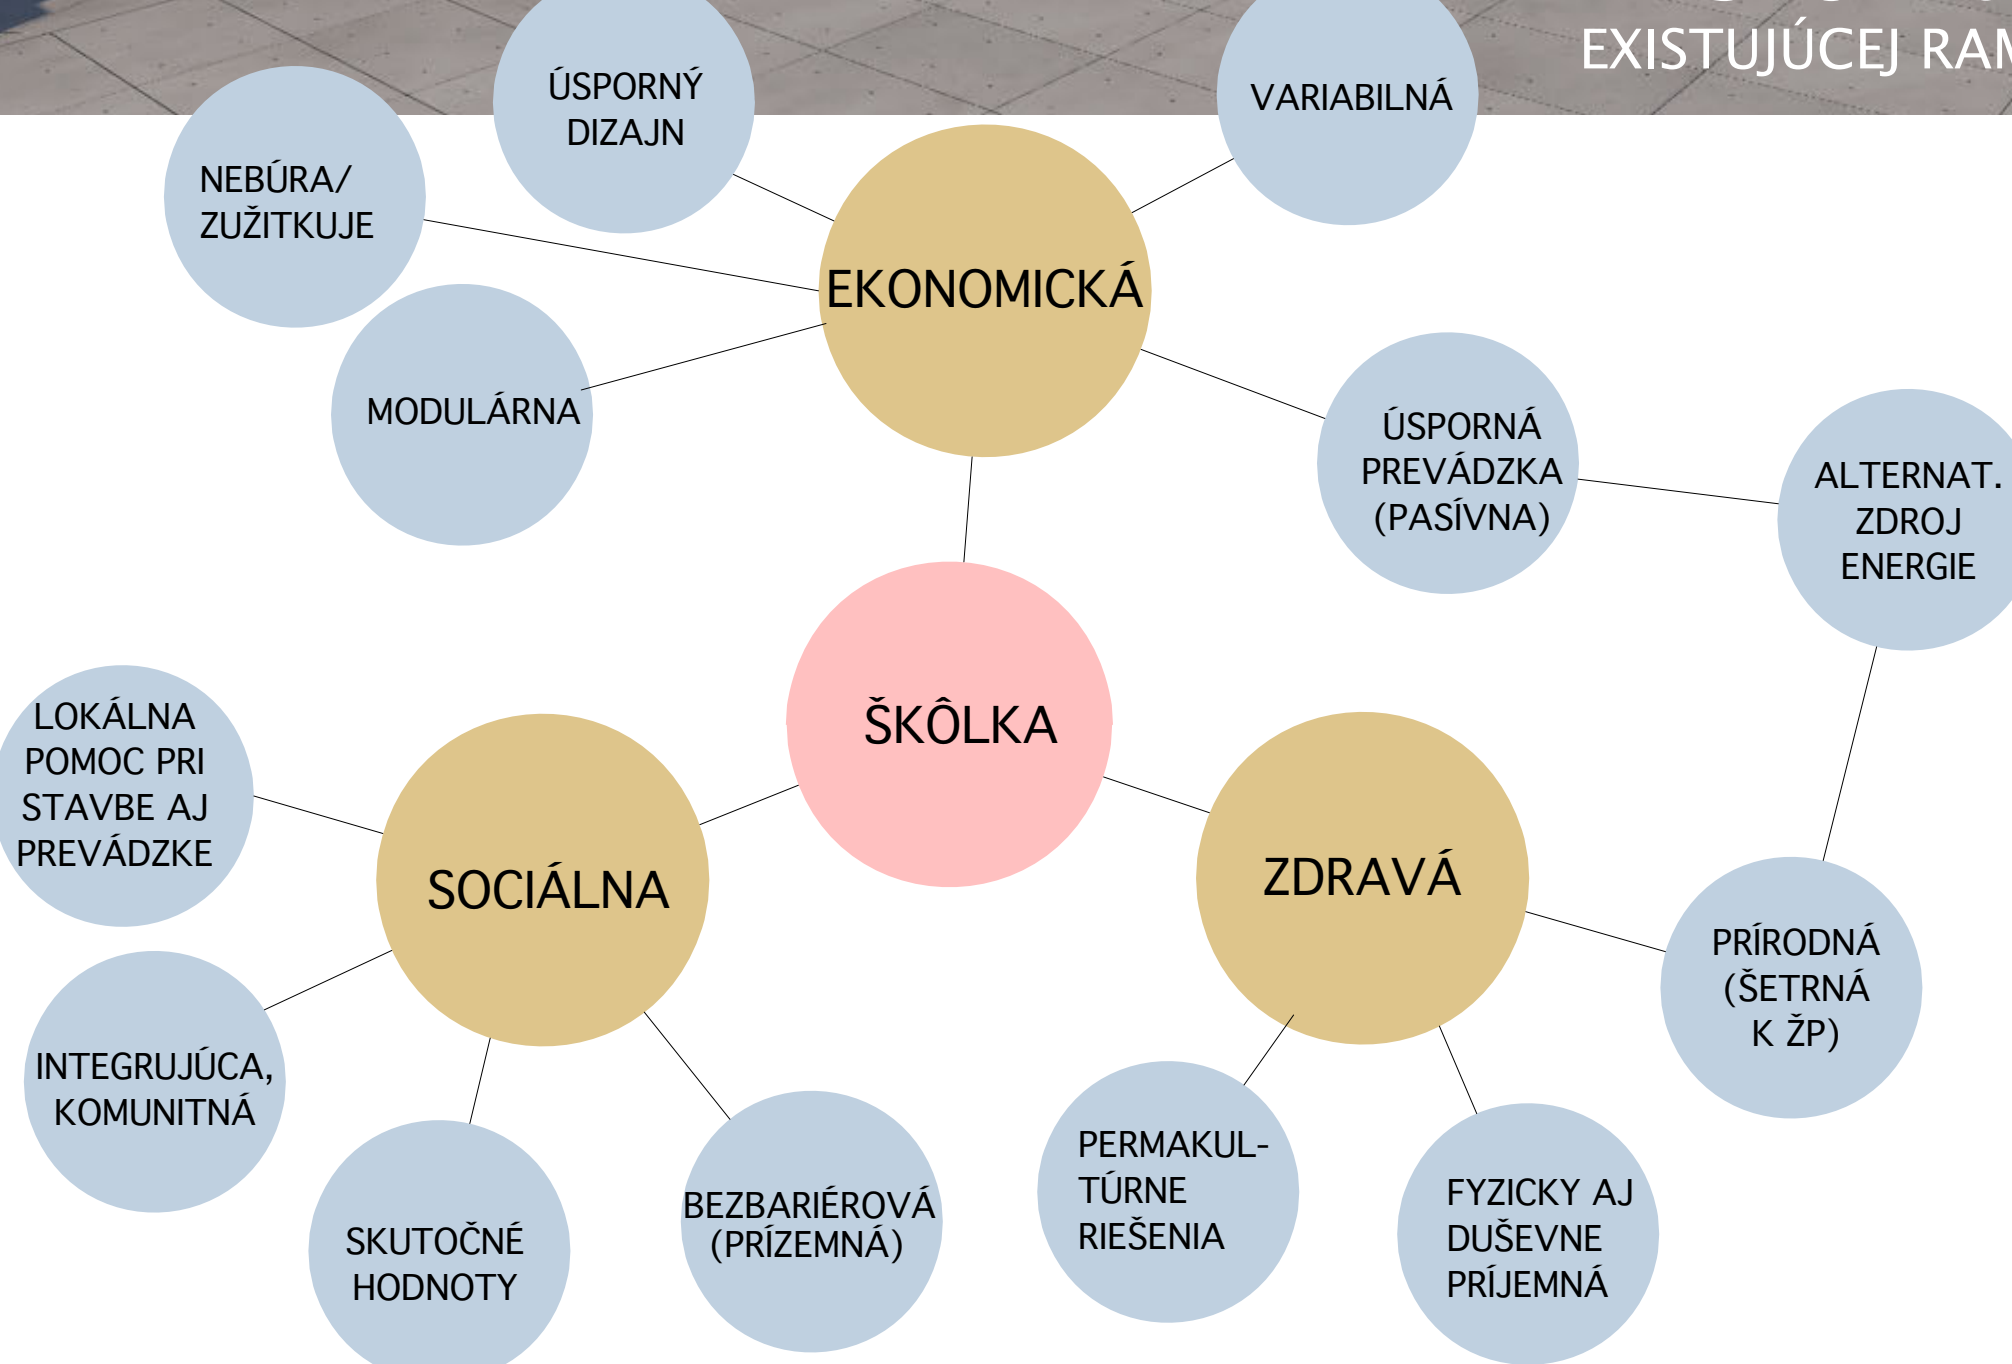 EXISTUJÚCEJ
ÚSPORNÝ
DIZAJN
VARIABILNÁ
NEBÚRA/
ZUŽITKUJE
EKONOMICKÁ
MODULÁRNA
ÚSPORNÁ
PREVÁDZKA
(PASÍVNA)
ALTERNAT.
ZDROJ
ENERGIE
ŠKÔLKA
LOKÁLNA
POMOC PRI
STAVBE AJ
PREVÁDZKE
SOCIÁLNA
ZDRAVÁ
PRÍRODNÁ
(ŠETRNÁ
K ŽP)
INTEGRUJÚCA,
KOMUNITNÁ
SKUTOČNÉ
HODNOTY
BEZBARIÉROVÁ
(PRÍZEMNÁ)
PERMAKUL-
TÚRNE
RIEŠENIA
FYZICKY AJ
DUŠEVNE
PRÍJEMNÁ